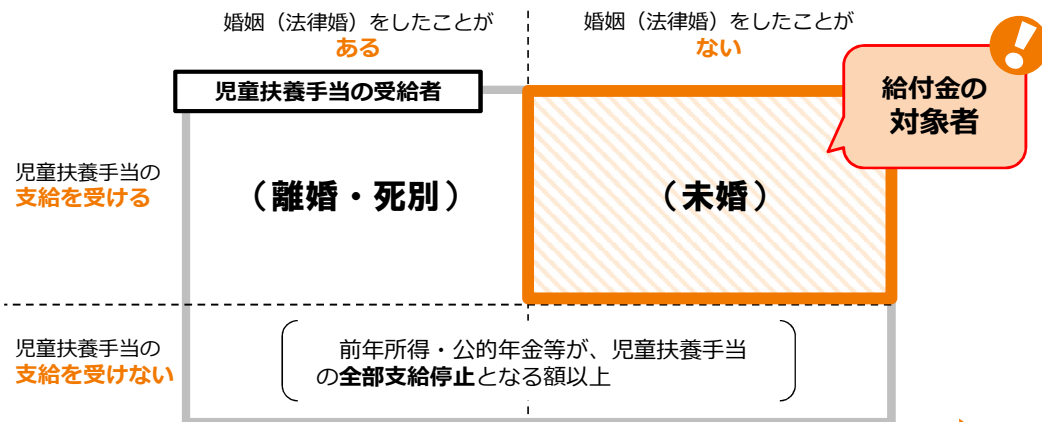 婚姻（法律婚）をしたことが
ある
婚姻（法律婚）をしたことが
ない
児童扶養手当の受給者
給付金の
対象者
児童扶養手当の
支給を受ける
（離婚・死別）
（未婚）
児童扶養手当の
支給を受けない
前年所得・公的年金等が、児童扶養手当
の全部支給停止となる額以上